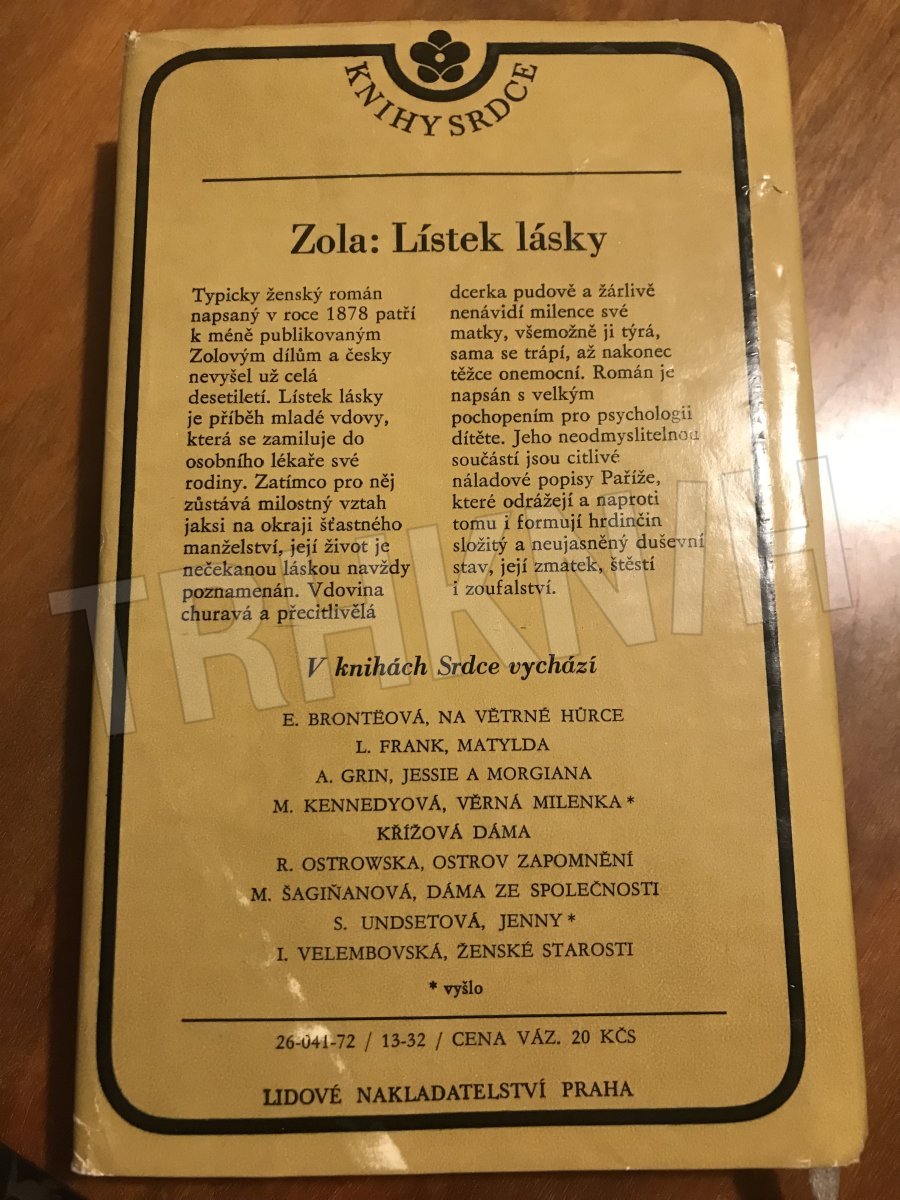 KNIHY SRDCE
Zola: Lístek lásky
Typicky ženský román
napsaný v roce 1878 patří
k méně publikovaným
Zolovým dílům a česky
nevyšel už celá
desetiletí. Lístek lásky
je příběh mladé vdovy,
která se zamiluje do
osobního lékaře své
rodiny. Zatímco pro něj
zůstává milostný vztah
jaksi na okraji šťastného
manželství, její život je
nečekanou láskou navždy
poznamenán. Vdovina
churavá a přecitlivělá
dcerka pudově a žárlivě
nenávidí milence své
matky, všemožně ji týrá,
sama se trápí, až nakonec
těžce onemocní. Román je
napsán s velkým
pochopením pro psychologii
dítěte. Jeho neodmyslitelnou
součástí jsou citlivé
náladové popisy Paříže,
které odrážejí a naproti
tomu i formují hrdinčin
složitý a neujasněný duševní
stav, její zmatek, štěstí
i zoufalství.
V knihách Srdce vychází
E. BRONTËOVÁ, NA VĚTRNÉ HŮRCE
L. FRANK, MATYLDA
A. GRIN, JESSIE A MORGIANA
M. KENNEDYOVÁ, VĚRNÁ MILENKA *
KŘÍŽOVÁ DÁMA
R. OSTROWSKA, OSTROV ZAPOMNĚNÍ
M. ŠAGIŇANOVÁ, DÁMA ZE SPOLEČNOSTI
S. UNDSETOVÁ, JENNY *
I. VELEMBOVSKÁ, ŽENSKÉ STAROSTI
* vyšlo
26-041-72 / 13-32 / CENA VÁZ. 20 KČS
LIDOVÉ NAKLADATELSTVÍ PRAHA
TRHKNIH